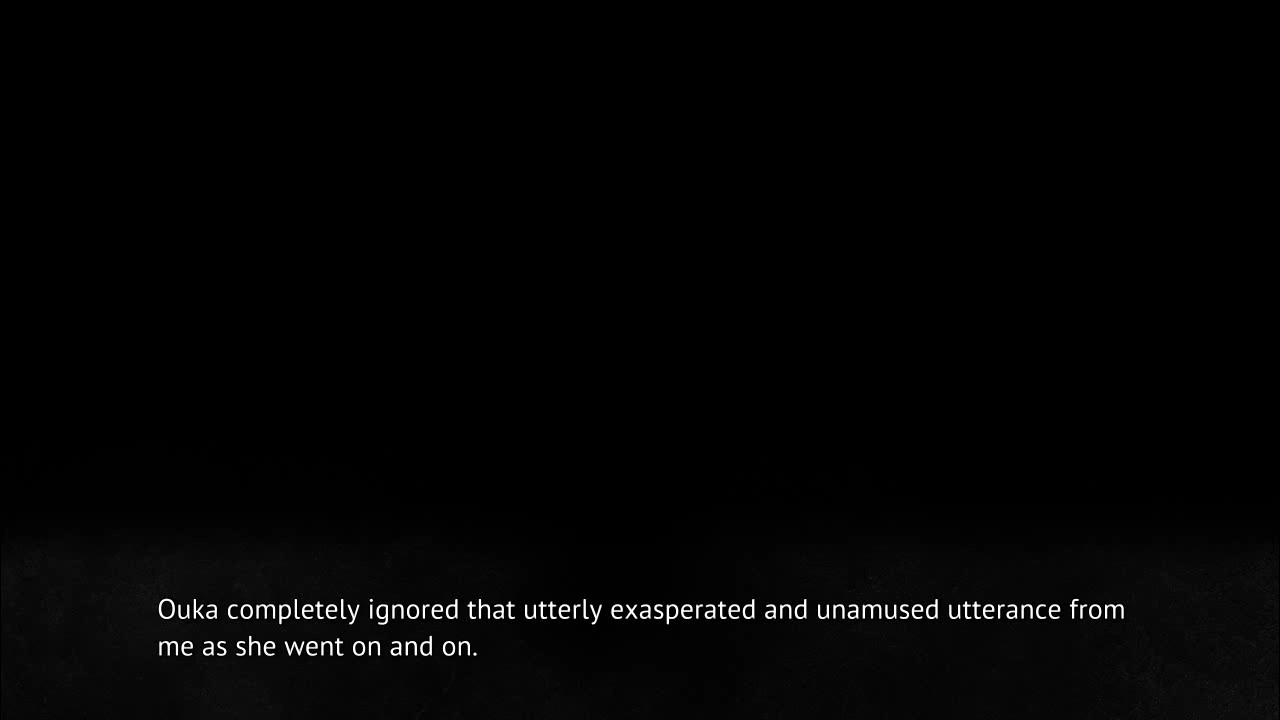 Ouka completely ignored that utterly exasperated and unamused utterance from
me as she went on and on.